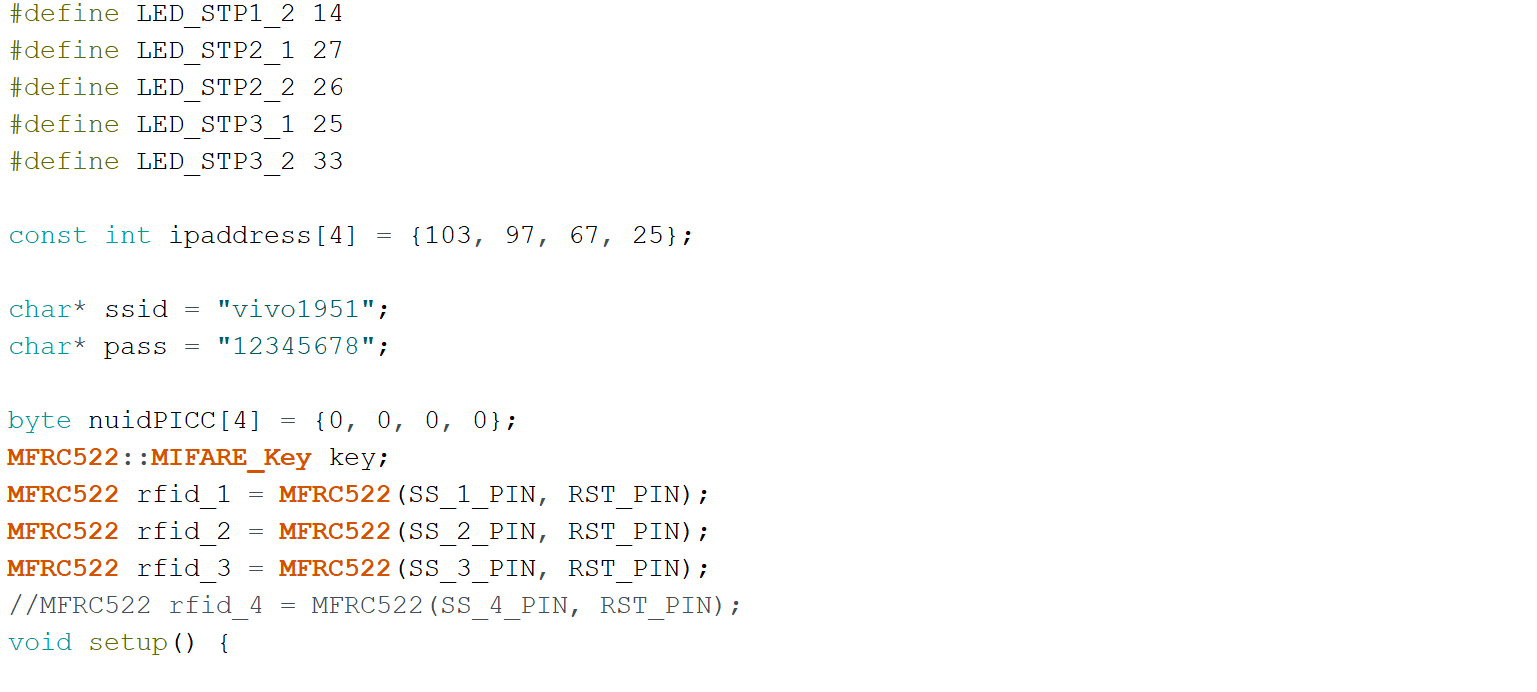 #define LED_STP1_2 14
#define LED_STP2_1 27
#define LED_STP2_2 26
#define LED_STP3_1 25
#define LED_STP3_2 33
const int ipaddress[4] = {103, 97, 67, 25};
char* ssid = "vivo1951";
char* pass = "12345678";
byte nuidPICC[4] = {0, 0, 0, 0};
MFRC522::MIFARE_Key key;
MFRC522 rfid_1 = MFRC522(SS_1_PIN, RST_PIN);
MFRC522 rfid_2 = MFRC522(SS_2_PIN, RST_PIN);
MFRC522 rfid_3 = MFRC522(SS_3_PIN, RST_PIN);
//MFRC522 rfid_4 = MFRC522(SS_4_PIN, RST_PIN);
void setup() {